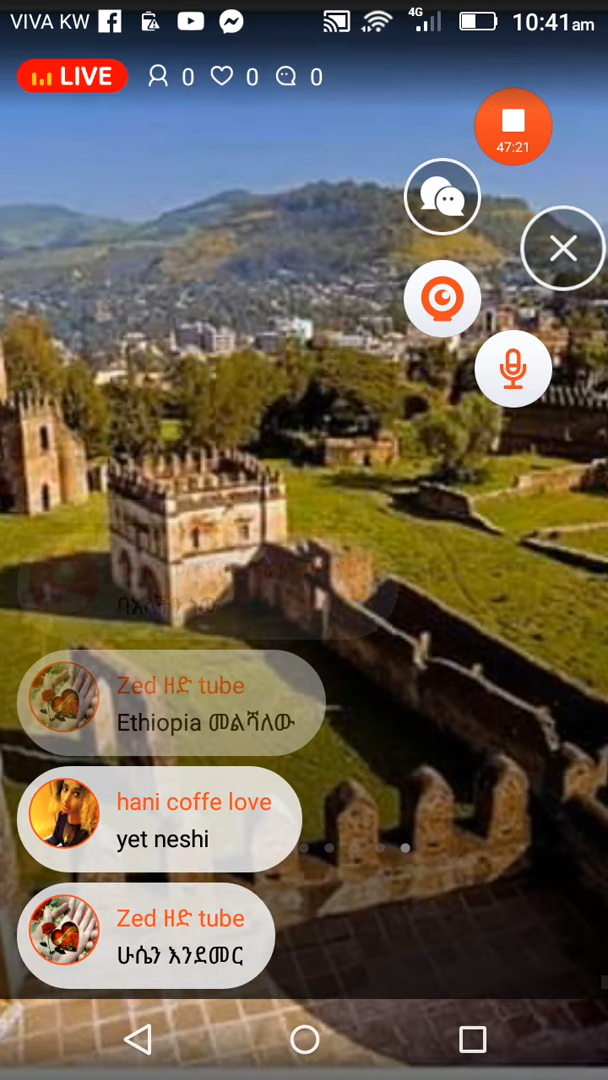 VIVA KW
4G
10:41am
LIVE
0
0
0
47:21
Zed ዘድ tube
Ethiopia መልሻለው
hani coffe love
yet neshi
Zed ዘድ tube
ሁሴን እንደመር